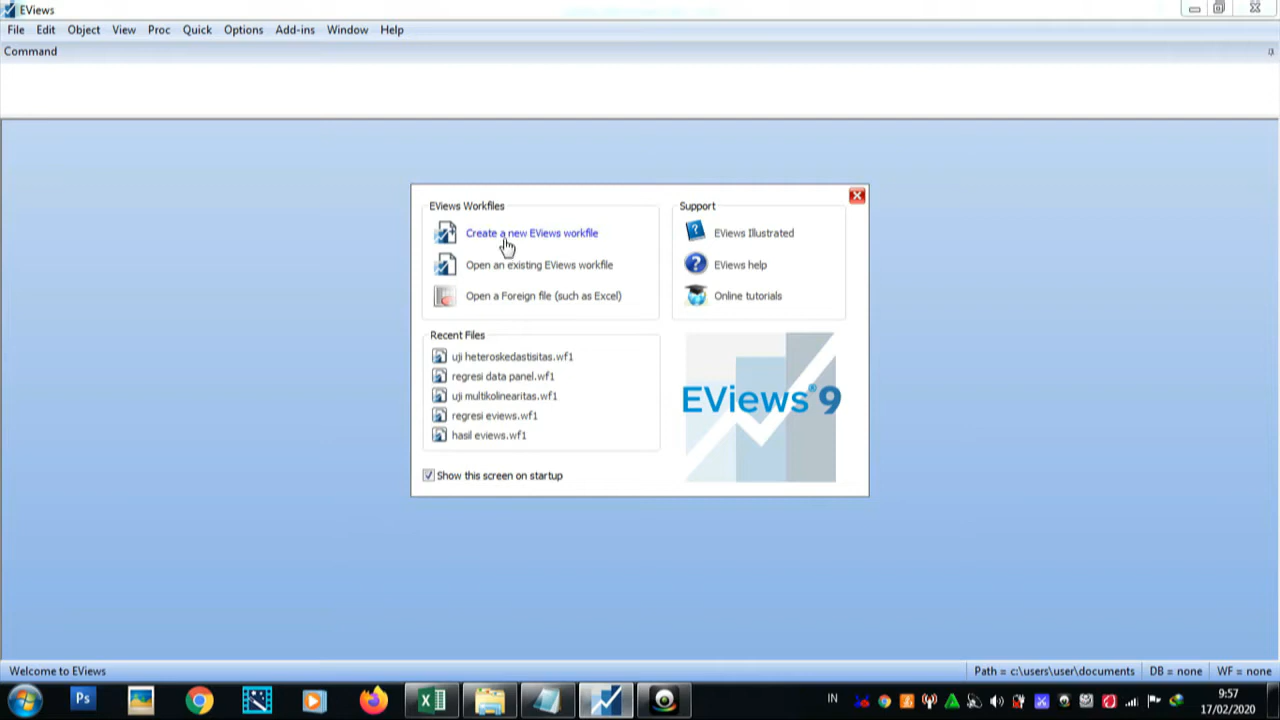 EViews
File Edit Object View Proc Quick Options Add-ins Window Help
Command
EViews Workfiles
Create a new EViews workfile
Open an existing EViews workfile
Open a Foreign file (such as Excel)
Support
EViews Illustrated
EViews help
Online tutorials
Recent Files
uji heteroskedastisitas.wf1
regresi data panel.wf1
uji multikolinearitas.wf1
regresi eviews.wf1
hasil eviews.wf1
EViews® 9
Show this screen on startup
Welcome to EViews
Path = c:\users\user\documents DB = none WF = none
Ps
IN
9:57
17/02/2020